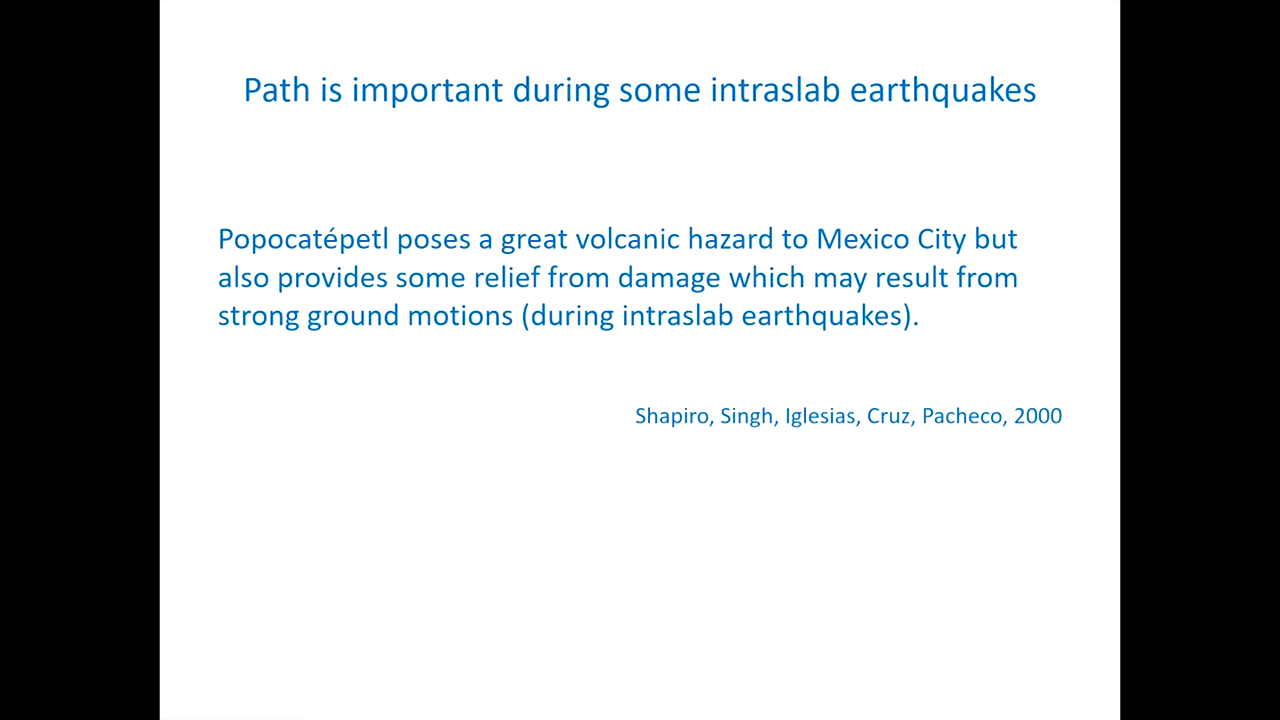 Path is important during some intraslab earthquakes
Popocatépetl poses a great volcanic hazard to Mexico City but
also provides some relief from damage which may result from
strong ground motions (during intraslab earthquakes).
Shapiro, Singh, Iglesias, Cruz, Pacheco, 2000